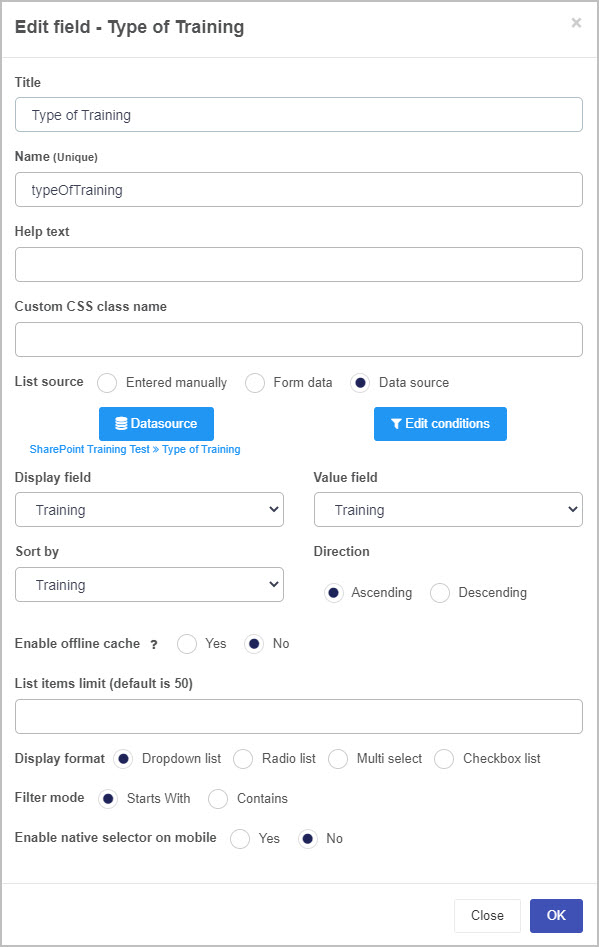 Edit field - Type of Training ×
Title
Type of Training
Name (Unique)
typeOfTraining
Help text
Custom CSS class name
List source Entered manually Form data Data source
Datasource Edit conditions
SharePoint Training Test » Type of Training
Display field Value field
Training Training
Sort by Direction
Training Ascending Descending
Enable offline cache ? Yes No
List items limit (default is 50)
Display format Dropdown list Radio list Multi select Checkbox list
Filter mode Starts With Contains
Enable native selector on mobile Yes No
Close OK